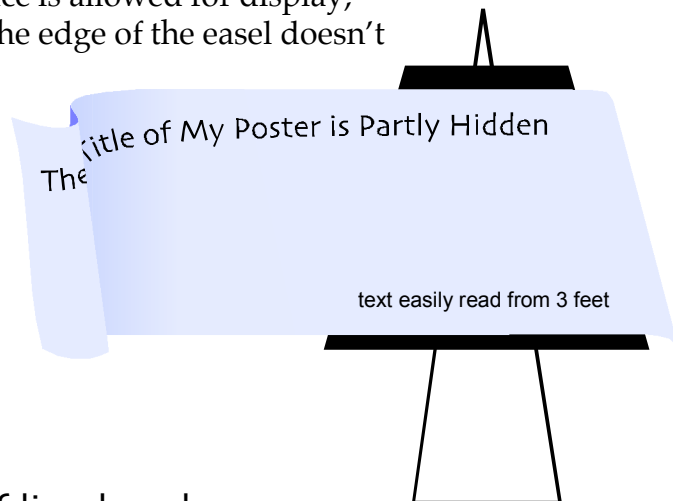 ce is allowed for display,
he edge of the easel doesn’t
The Title of My Poster is Partly Hidden
text easily read from 3 feet